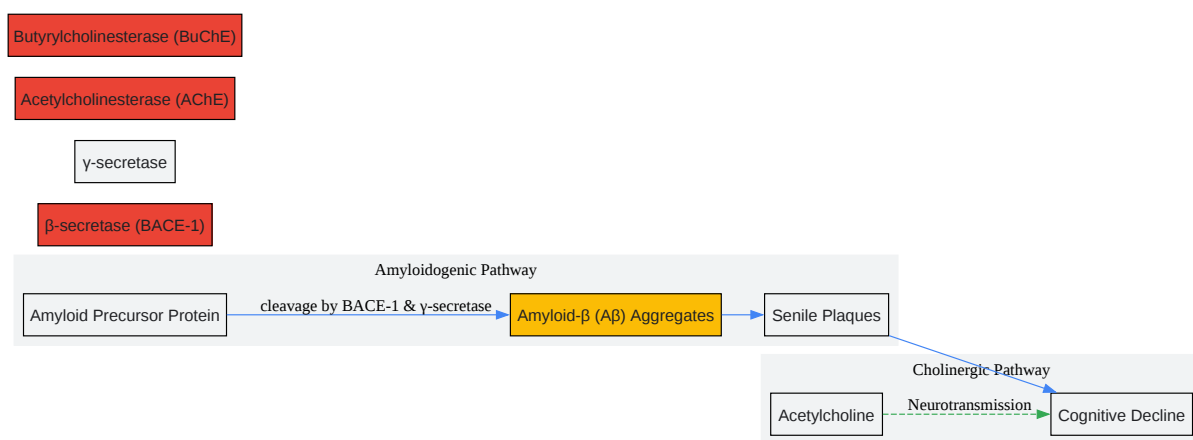 Butyrylcholinesterase (BuChE)
Acetylcholinesterase (AChE)
γ-secretase
β-secretase (BACE-1)
Amyloidogenic Pathway
Amyloid Precursor Protein
cleavage by BACE-1 & γ-secretase
Amyloid-β (Aβ) Aggregates
Senile Plaques
Cholinergic Pathway
Acetylcholine
Neurotransmission
Cognitive Decline